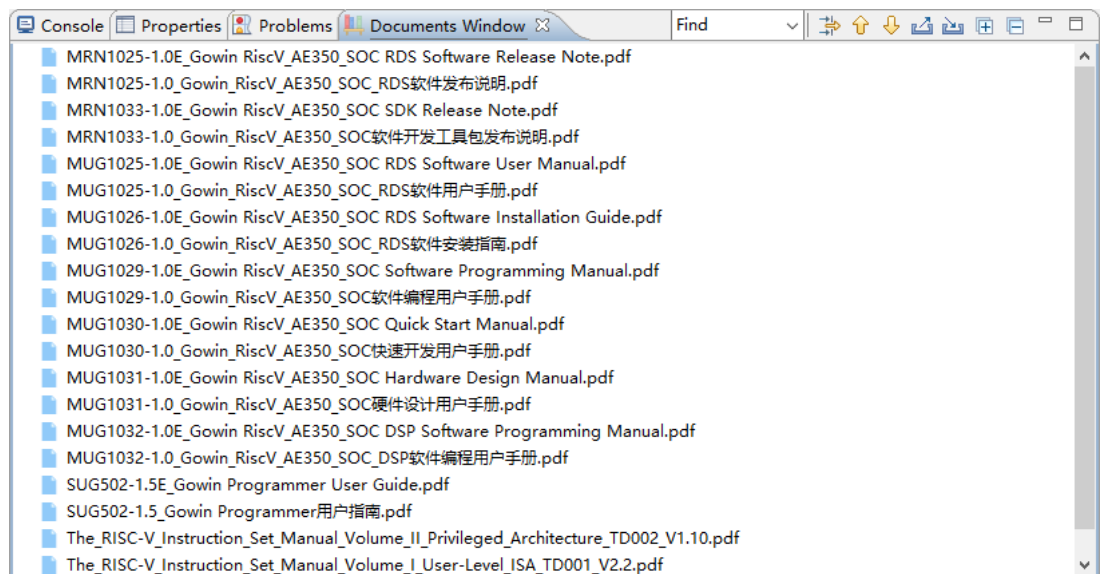 Console Properties Problems Documents Window Find
MRN1025-1.0E_Gowin RiscV_AE350_SOC RDS Software Release Note.pdf
MRN1025-1.0_Gowin_RiscV_AE350_SOC_RDS软件发布说明.pdf
MRN1033-1.0E_Gowin RiscV_AE350_SOC SDK Release Note.pdf
MRN1033-1.0_Gowin_RiscV_AE350_SOC软件开发工具包发布说明.pdf
MUG1025-1.0E_Gowin RiscV_AE350_SOC RDS Software User Manual.pdf
MUG1025-1.0_Gowin_RiscV_AE350_SOC_RDS软件用户手册.pdf
MUG1026-1.0E_Gowin RiscV_AE350_SOC RDS Software Installation Guide.pdf
MUG1026-1.0_Gowin_RiscV_AE350_SOC_RDS软件安装指南.pdf
MUG1029-1.0E_Gowin RiscV_AE350_SOC Software Programming Manual.pdf
MUG1029-1.0_Gowin_RiscV_AE350_SOC软件编程用户手册.pdf
MUG1030-1.0E_Gowin RiscV_AE350_SOC Quick Start Manual.pdf
MUG1030-1.0_Gowin_RiscV_AE350_SOC快速开发用户手册.pdf
MUG1031-1.0E_Gowin RiscV_AE350_SOC Hardware Design Manual.pdf
MUG1031-1.0_Gowin_RiscV_AE350_SOC硬件设计用户手册.pdf
MUG1032-1.0E_Gowin RiscV_AE350_SOC DSP Software Programming Manual.pdf
MUG1032-1.0_Gowin_RiscV_AE350_SOC_DSP软件编程用户手册.pdf
SUG502-1.5E_Gowin Programmer User Guide.pdf
SUG502-1.5_Gowin Programmer用户指南.pdf
The_RISC-V_Instruction_Set_Manual_Volume_II_Privileged_Architecture_TD002_V1.10.pdf
The_RISC-V_Instruction_Set_Manual_Volume_I_User-Level_ISA_TD001_V2.2.pdf